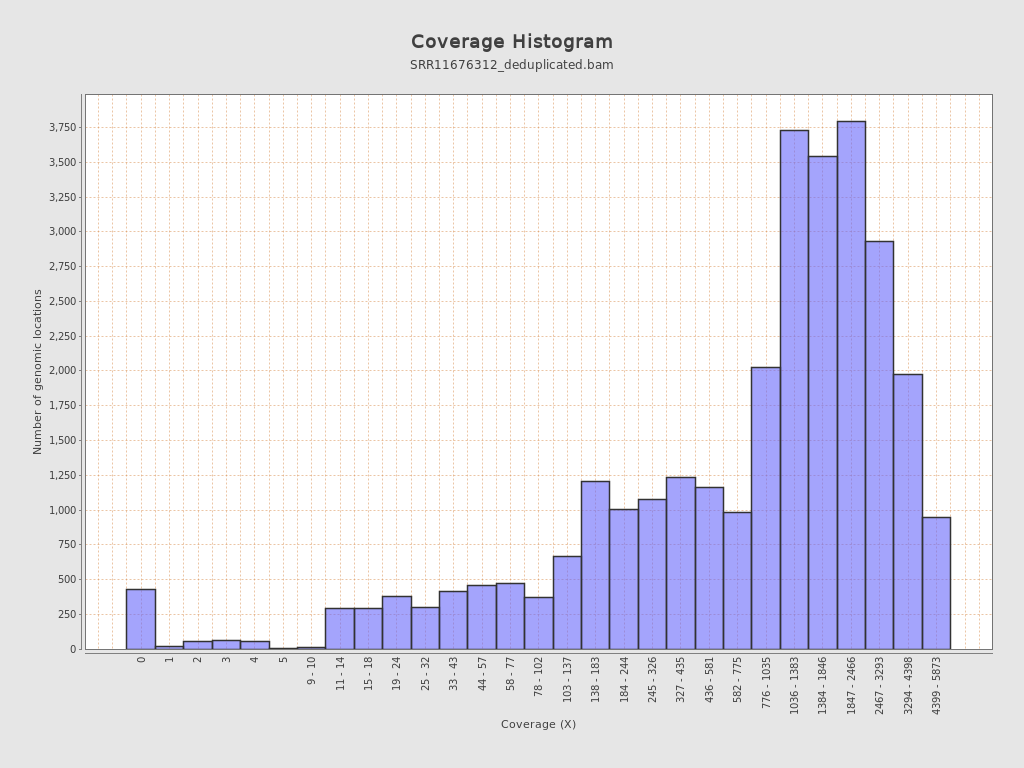 Coverage Histogram
SRR11676312_deduplicated.bam
Number of genomic locations
3,750
3,500
3,250
3,000
2,750
2,500
2,250
2,000
1,750
1,500
1,250
1,000
750
500
250
0
0
1
2
3
4
5
9 - 10
11 - 14
15 - 18
19 - 24
25 - 32
33 - 43
44 - 57
58 - 77
78 - 102
103 - 137
138 - 183
184 - 244
245 - 326
327 - 435
436 - 581
582 - 775
776 - 1035
1036 - 1383
1384 - 1846
1847 - 2466
2467 - 3293
3294 - 4398
4399 - 5873
Coverage (X)